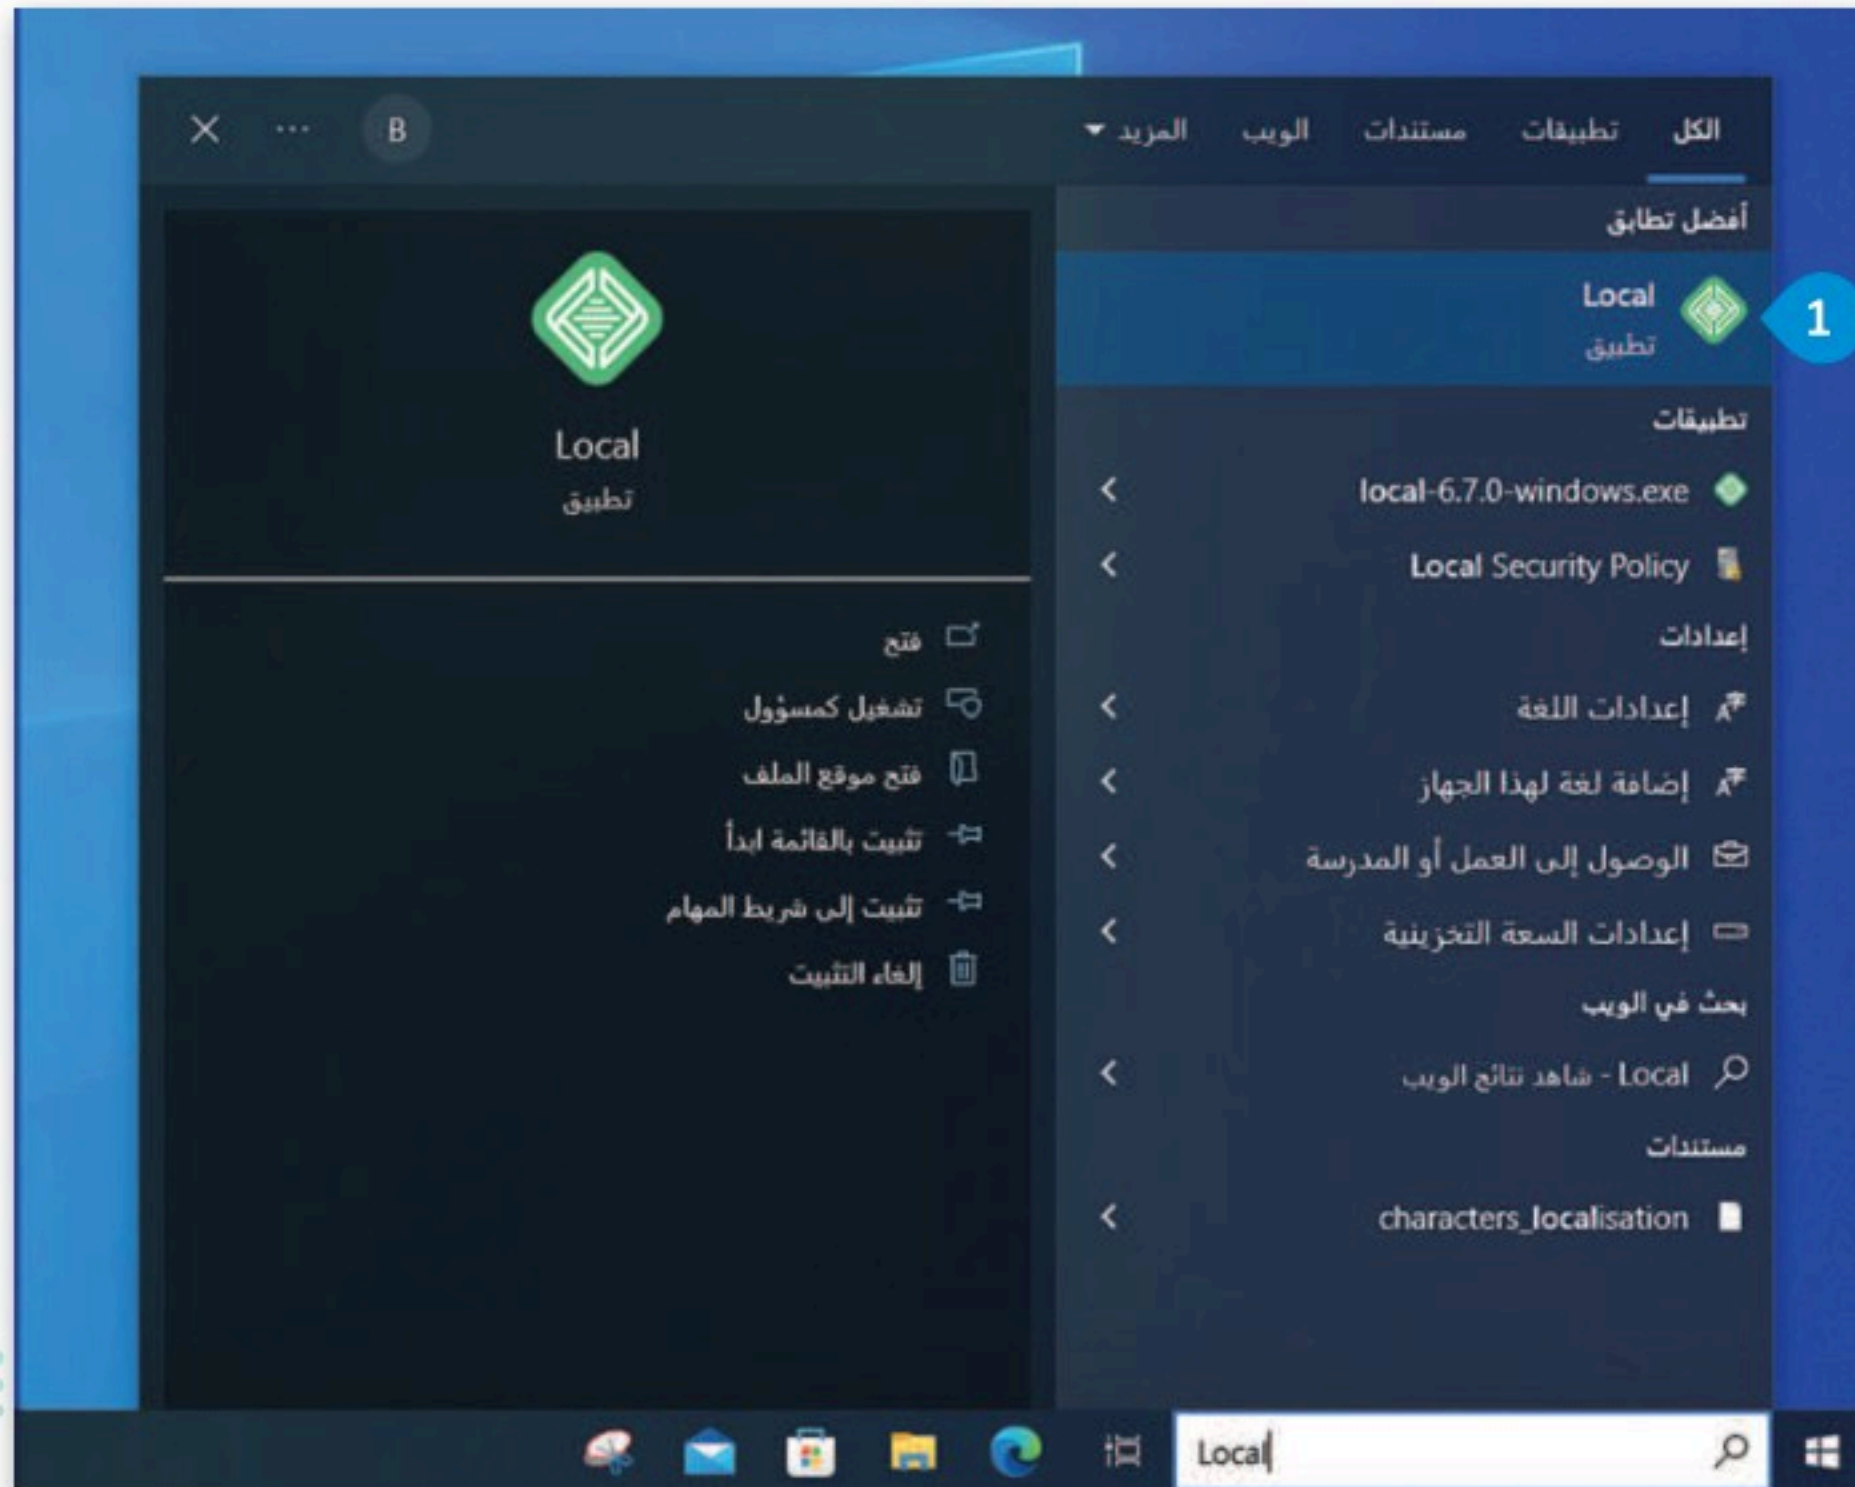 الكل تطبيقات مستندات الويب المزيد
B
أفضل تطابق
Local
تطبيق
1
تطبيقات
local-6.7.0-windows.exe
Local Security Policy
إعدادات
إعدادات اللغة
إضافة لغة لهذا الجهاز
الوصول إلى العمل أو المدرسة
إعدادات السعة التخزينية
بحث في الويب
Local - شاهد نتائج الويب
مستندات
characters_localisation
Local
تطبيق
فتح
تشغيل كمسؤول
فتح موقع الملف
تثبيت بالقائمة ابدأ
تثبيت إلى شريط المهام
إلغاء التثبيت
Local